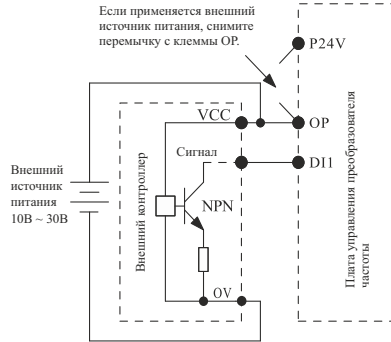 Если применяется внешний
источник питания, снимите
перемычку с клеммы OP.
P24V
VCC
OP
Сигнал
DI1
Внешний
источник
питания
10В ~ 30В
Внешний контроллер
NPN
0V
Плата управления преобразователя
частоты